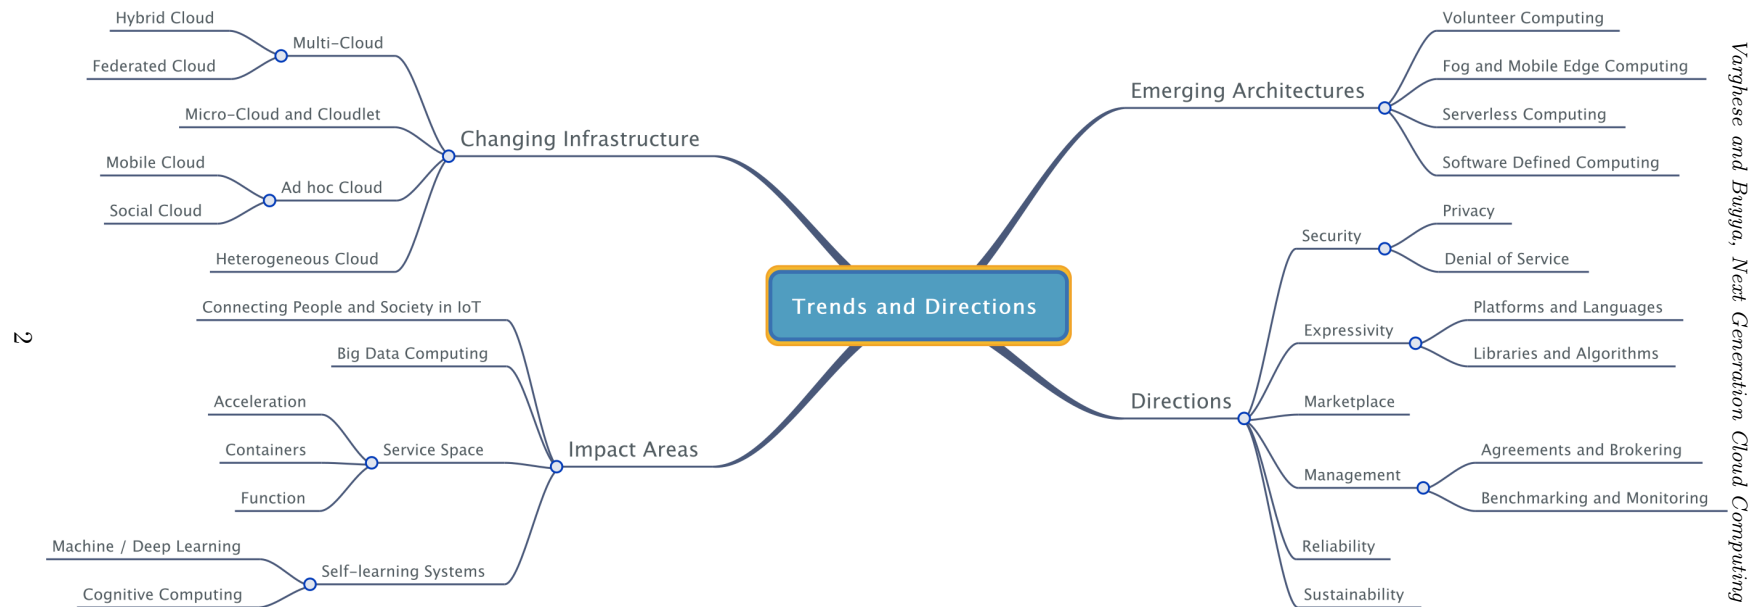 Trends and Directions
Changing Infrastructure
Multi-Cloud
Hybrid Cloud
Federated Cloud
Micro-Cloud and Cloudlet
Ad hoc Cloud
Mobile Cloud
Social Cloud
Heterogeneous Cloud
Impact Areas
Connecting People and Society in IoT
Big Data Computing
Service Space
Acceleration
Containers
Function
Self-learning Systems
Machine / Deep Learning
Cognitive Computing
Emerging Architectures
Volunteer Computing
Fog and Mobile Edge Computing
Serverless Computing
Software Defined Computing
Directions
Security
Privacy
Denial of Service
Expressivity
Platforms and Languages
Libraries and Algorithms
Marketplace
Management
Agreements and Brokering
Benchmarking and Monitoring
Reliability
Sustainability
Varghese and Buyya, Next Generation Cloud Computing
2